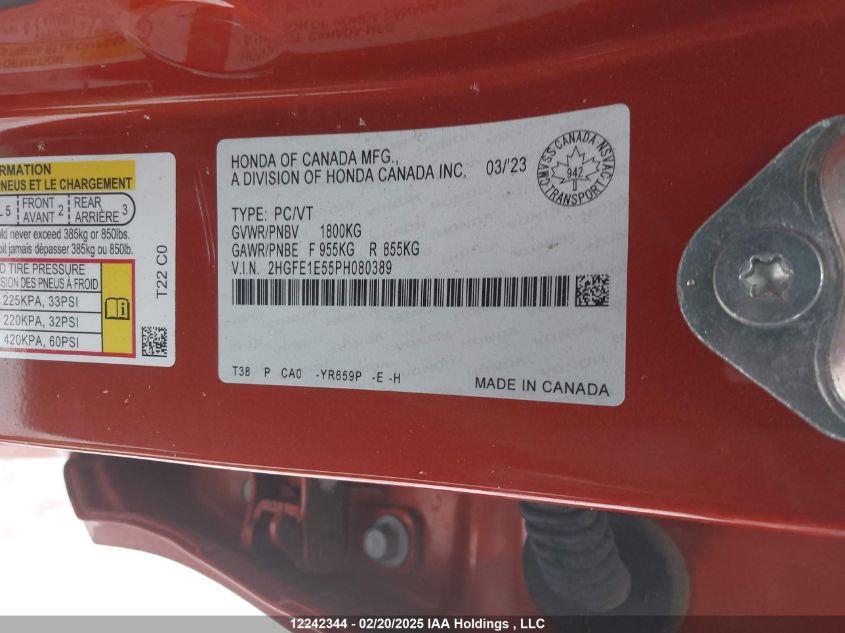 RMATION
PNEUS ET LE CHARGEMENT
L 5 FRONT AVANT 2 REAR ARRIÈRE 3
ld never exceed 385kg or 850lbs.
oit jamais dépasser 385kg ou 850lbs.
D TIRE PRESSURE
SION DES PNEUS À FROID
225KPA, 33PSI
220KPA, 32PSI
420KPA, 60PSI
T22 C0
HONDA OF CANADA MFG.,
A DIVISION OF HONDA CANADA INC. 03/'23
CMVSS-CANADA-NSVAC
942
TRANSPORT
TYPE: PC/VT
GVWR/PNBV 1800KG
GAWR/PNBE F 955KG R 855KG
V.I.N. 2HGFE1E55PH080389
T38 P CA0 -YR659P -E -H
MADE IN CANADA
12242344 - 02/20/2025 IAA Holdings , LLC